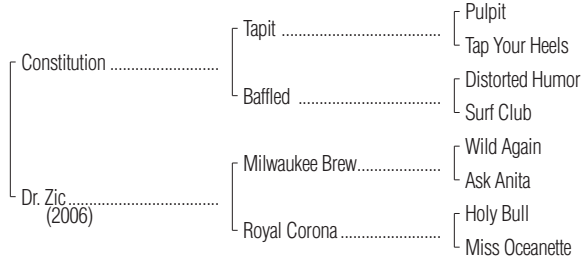 Pulpit
Tapit
Tap Your Heels
Constitution
Distorted Humor
Baffled
Surf Club
Wild Again
Milwaukee Brew
Ask Anita
Dr. Zic
(2006)
Holy Bull
Royal Corona
Miss Oceanette